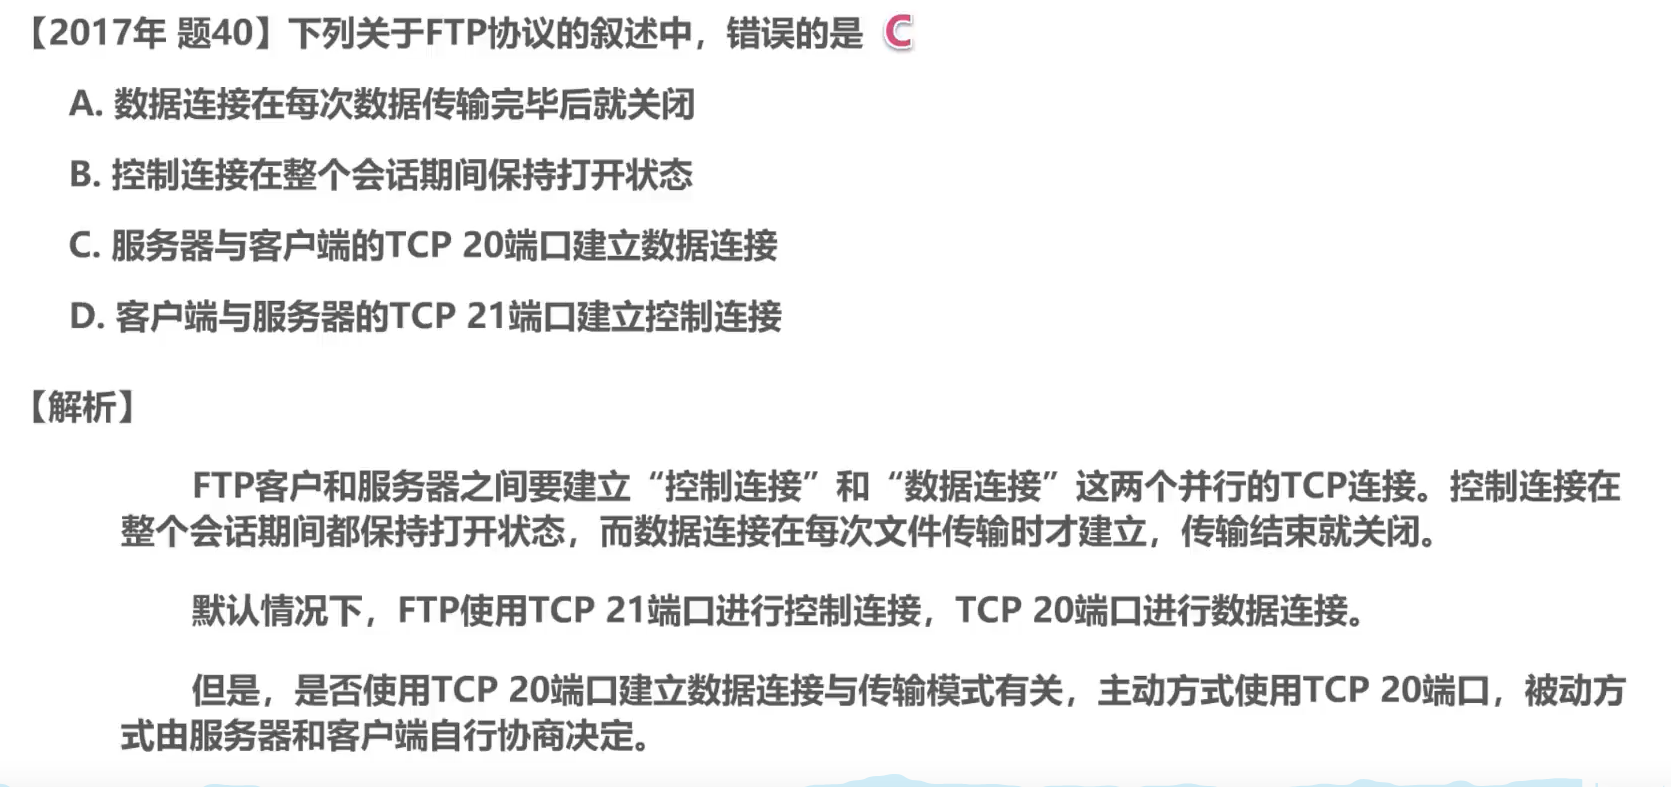 【2017年 题40】下列关于FTP协议的叙述中，错误的是 C
A. 数据连接在每次数据传输完毕后就关闭
B. 控制连接在整个会话期间保持打开状态
C. 服务器与客户端的TCP 20端口建立数据连接
D. 客户端与服务器的TCP 21端口建立控制连接
【解析】
FTP客户和服务器之间要建立“控制连接”和“数据连接”这两个并行的TCP连接。控制连接在
整个会话期间都保持打开状态，而数据连接在每次文件传输时才建立，传输结束就关闭。
默认情况下，FTP使用TCP 21端口进行控制连接，TCP 20端口进行数据连接。
但是，是否使用TCP 20端口建立数据连接与传输模式有关，主动方式使用TCP 20端口，被动方
式由服务器和客户端自行协商决定。